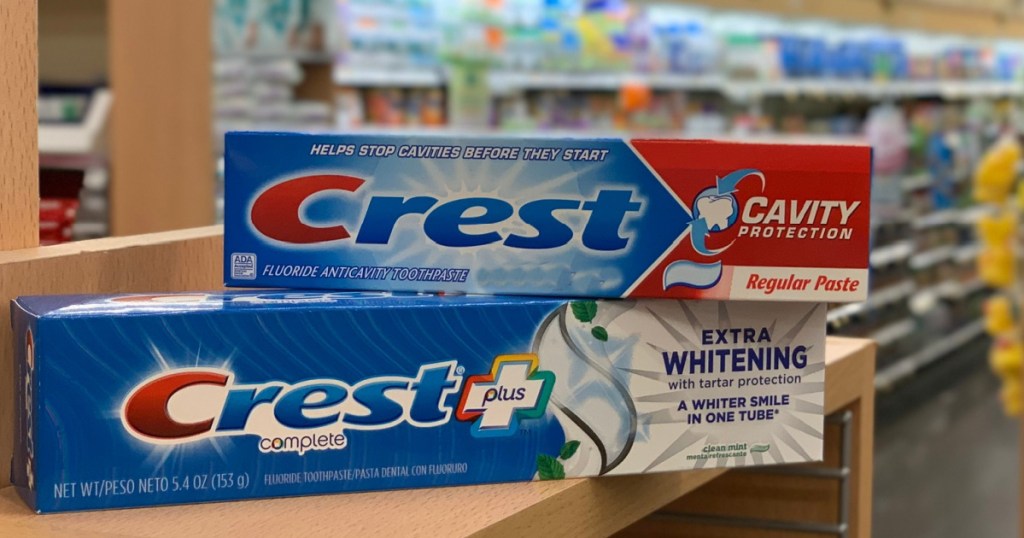 HELPS STOP CAVITIES BEFORE THEY START
Crest
CAVITY
PROTECTION
ADA
FLUORIDE ANTICAVITY TOOTHPASTE
Regular Paste
Crest
plus
complete
EXTRA
WHITENING
with tartar protection
A WHITER SMILE
IN ONE TUBE*
clean mint
menta refrescante
NET WT/PESO NETO 5.4 OZ (153 g)
FLUORIDE TOOTHPASTE/PASTA DENTAL CON FLUORURO